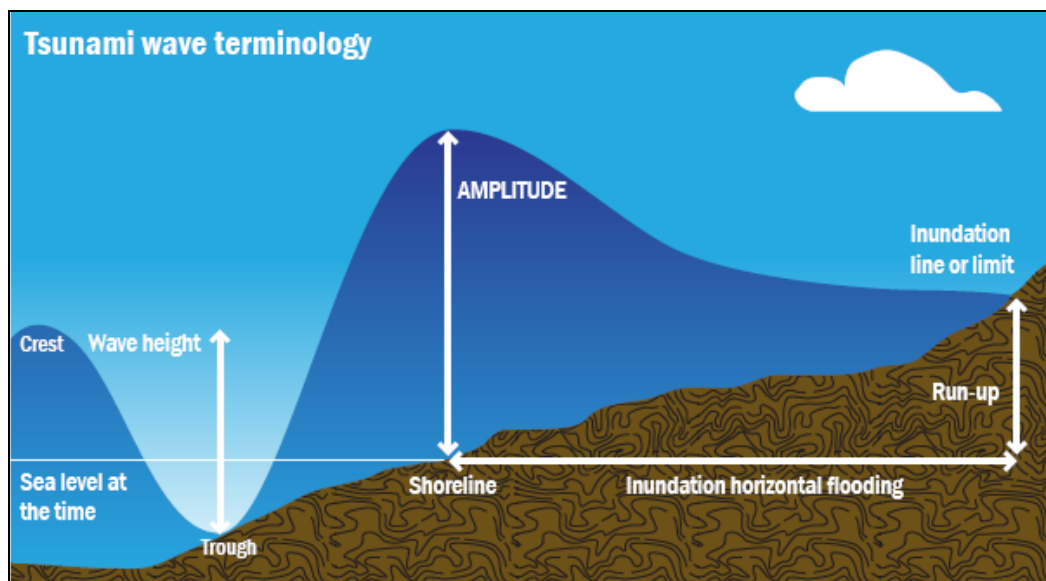 Tsunami wave terminology
AMPLITUDE
Inundation
line or limit
Crest
Wave height
Run-up
Sea level at
the time
Shoreline
Inundation horizontal flooding
Trough